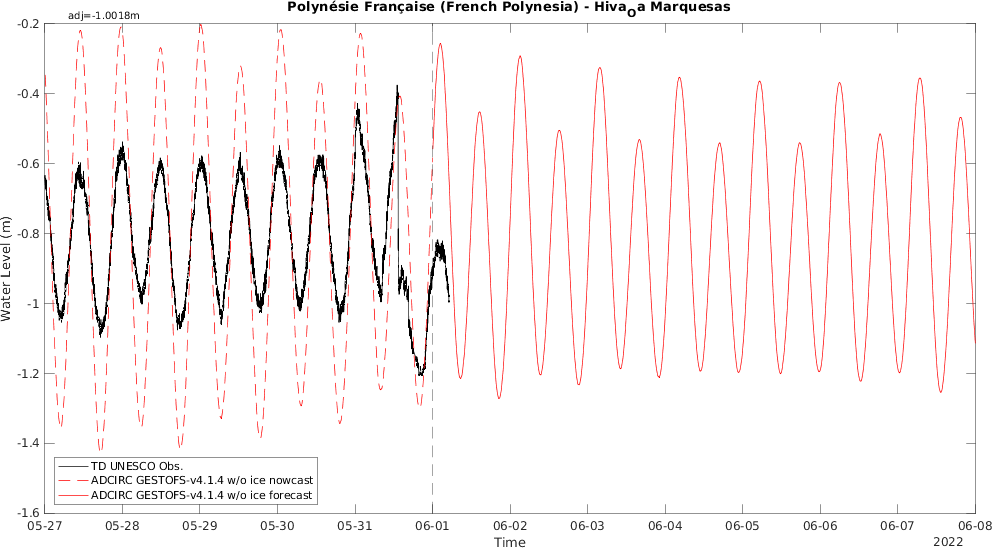 Polynésie Française (French Polynesia) - Hiva_Oa Marquesas
adj=-1.0018m
-0.2
-0.4
-0.6
-0.8
-1
-1.2
-1.4
-1.6
Water Level (m)
TD UNESCO Obs.
ADCIRC GESTOFS-v4.1.4 w/o ice nowcast
ADCIRC GESTOFS-v4.1.4 w/o ice forecast
05-27 05-28 05-29 05-30 05-31 06-01 06-02 06-03 06-04 06-05 06-06 06-07 06-08
Time
2022